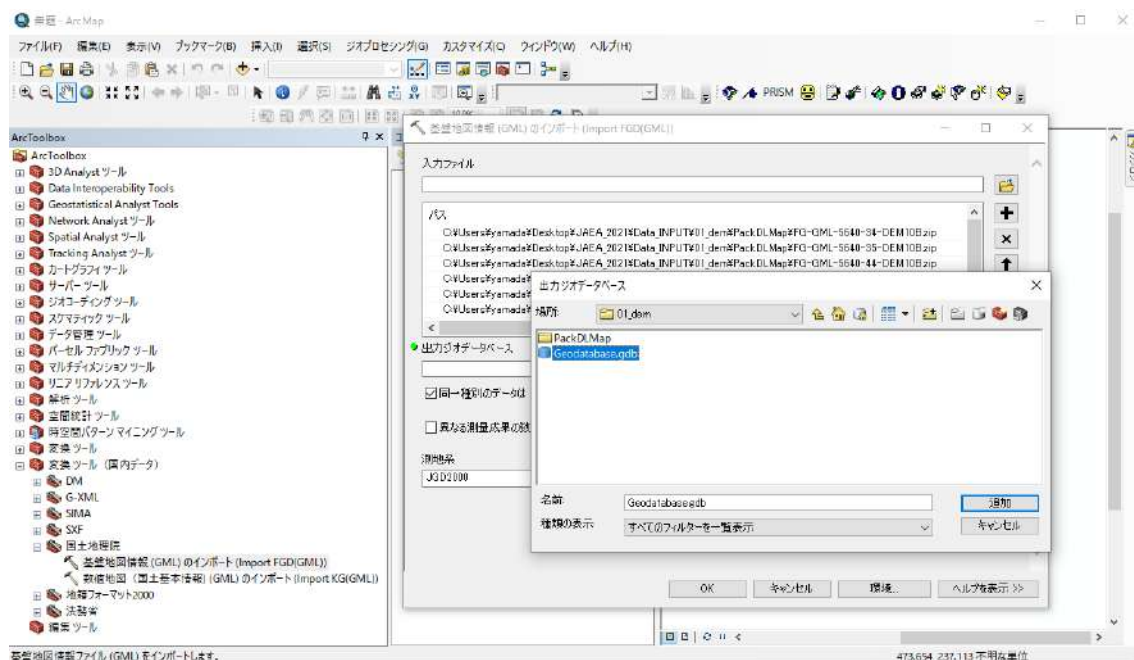 無題 - ArcMap
ファイル(F) 編集(E) 表示(V) ブックマーク(B) 挿入(I) 選択(S) ジオプロセシング(G) カスタマイズ(C) ウィンドウ(W) ヘルプ(H)
PRISM
ArcToolbox
ArcToolbox
3D Analyst ツール
Data Interoperability Tools
Geostatistical Analyst Tools
Network Analyst ツール
Spatial Analyst ツール
Tracking Analyst ツール
カートグラフィ ツール
サーバー ツール
ジオコーディング ツール
スケマティック ツール
データ管理 ツール
パーセル ファブリック ツール
マルチディメンション ツール
リニア リファレンス ツール
解析 ツール
空間統計 ツール
時空間パターン マイニング ツール
変換 ツール
変換 ツール (国内データ)
DM
G-XML
SIMA
SXF
国土地理院
基盤地図情報 (GML) のインポート (Import FGD(GML))
数値地図 (国土基本情報) (GML) のインポート (Import KG(GML))
地籍フォーマット2000
法務省
編集 ツール
基盤地図情報 (GML) のインポート (Import FGD(GML))
入力ファイル
パス
C:¥Users¥yamada¥Desktop¥JAEA_2021¥Data_INPUT¥01_dem¥PackDLMap¥FG-GML-5640-34-DEM10B.zip
C:¥Users¥yamada¥Desktop¥JAEA_2021¥Data_INPUT¥01_dem¥PackDLMap¥FG-GML-5640-35-DEM10B.zip
C:¥Users¥yamada¥Desktop¥JAEA_2021¥Data_INPUT¥01_dem¥PackDLMap¥FG-GML-5640-44-DEM10B.zip
C:¥Users¥yamada¥
C:¥Users¥yamada¥
C:¥Users¥yamada¥
出力ジオデータベース
同一種別のデータは
異なる測量成果の
測地系
JGD2000
出力ジオデータベース
場所: 01_dem
PackDLMap
Geodatabase.gdb
名前: Geodatabase.gdb
追加
種類の表示: すべてのフィルターを一覧表示
キャンセル
OK キャンセル 環境... ヘルプを表示 >>
基盤地図情報ファイル (GML) をインポートします。
473.654 237.113 不明な単位